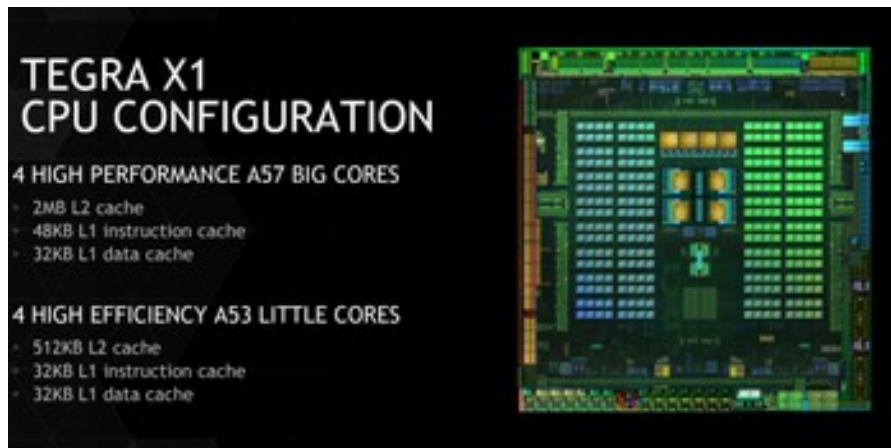 TEGRA X1
CPU CONFIGURATION
4 HIGH PERFORMANCE A57 BIG CORES
2MB L2 cache
48KB L1 instruction cache
32KB L1 data cache
4 HIGH EFFICIENCY A53 LITTLE CORES
512KB L2 cache
32KB L1 instruction cache
32KB L1 data cache